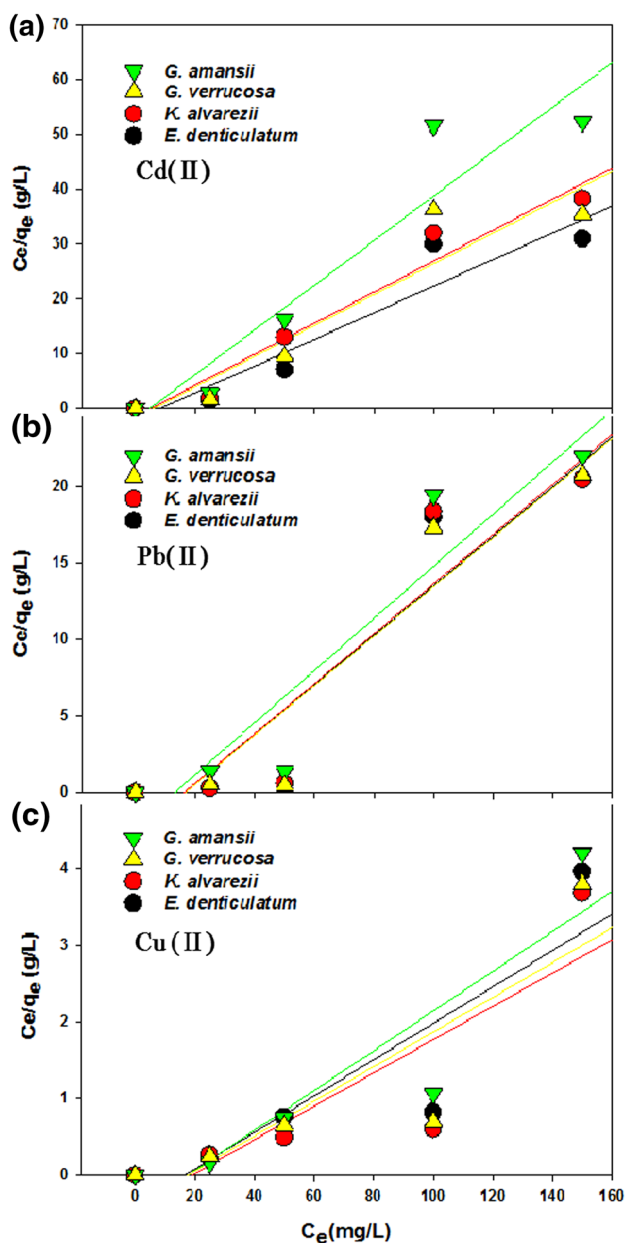 (a)
70
60
50
40
30
20
10
0
Ce/qe (g/L)
G. amansii
G. verrucosa
K. alvarezii
E. denticulatum
Cd(II)
(b)
20
15
10
5
0
Ce/qe (g/L)
G. amansii
G. verrucosa
K. alvarezii
E. denticulatum
Pb(II)
(c)
4
3
2
1
0
Ce/qe (g/L)
G. amansii
G. verrucosa
K. alvarezii
E. denticulatum
Cu(II)
0 20 40 60 80 100 120 140 160
Ce(mg/L)